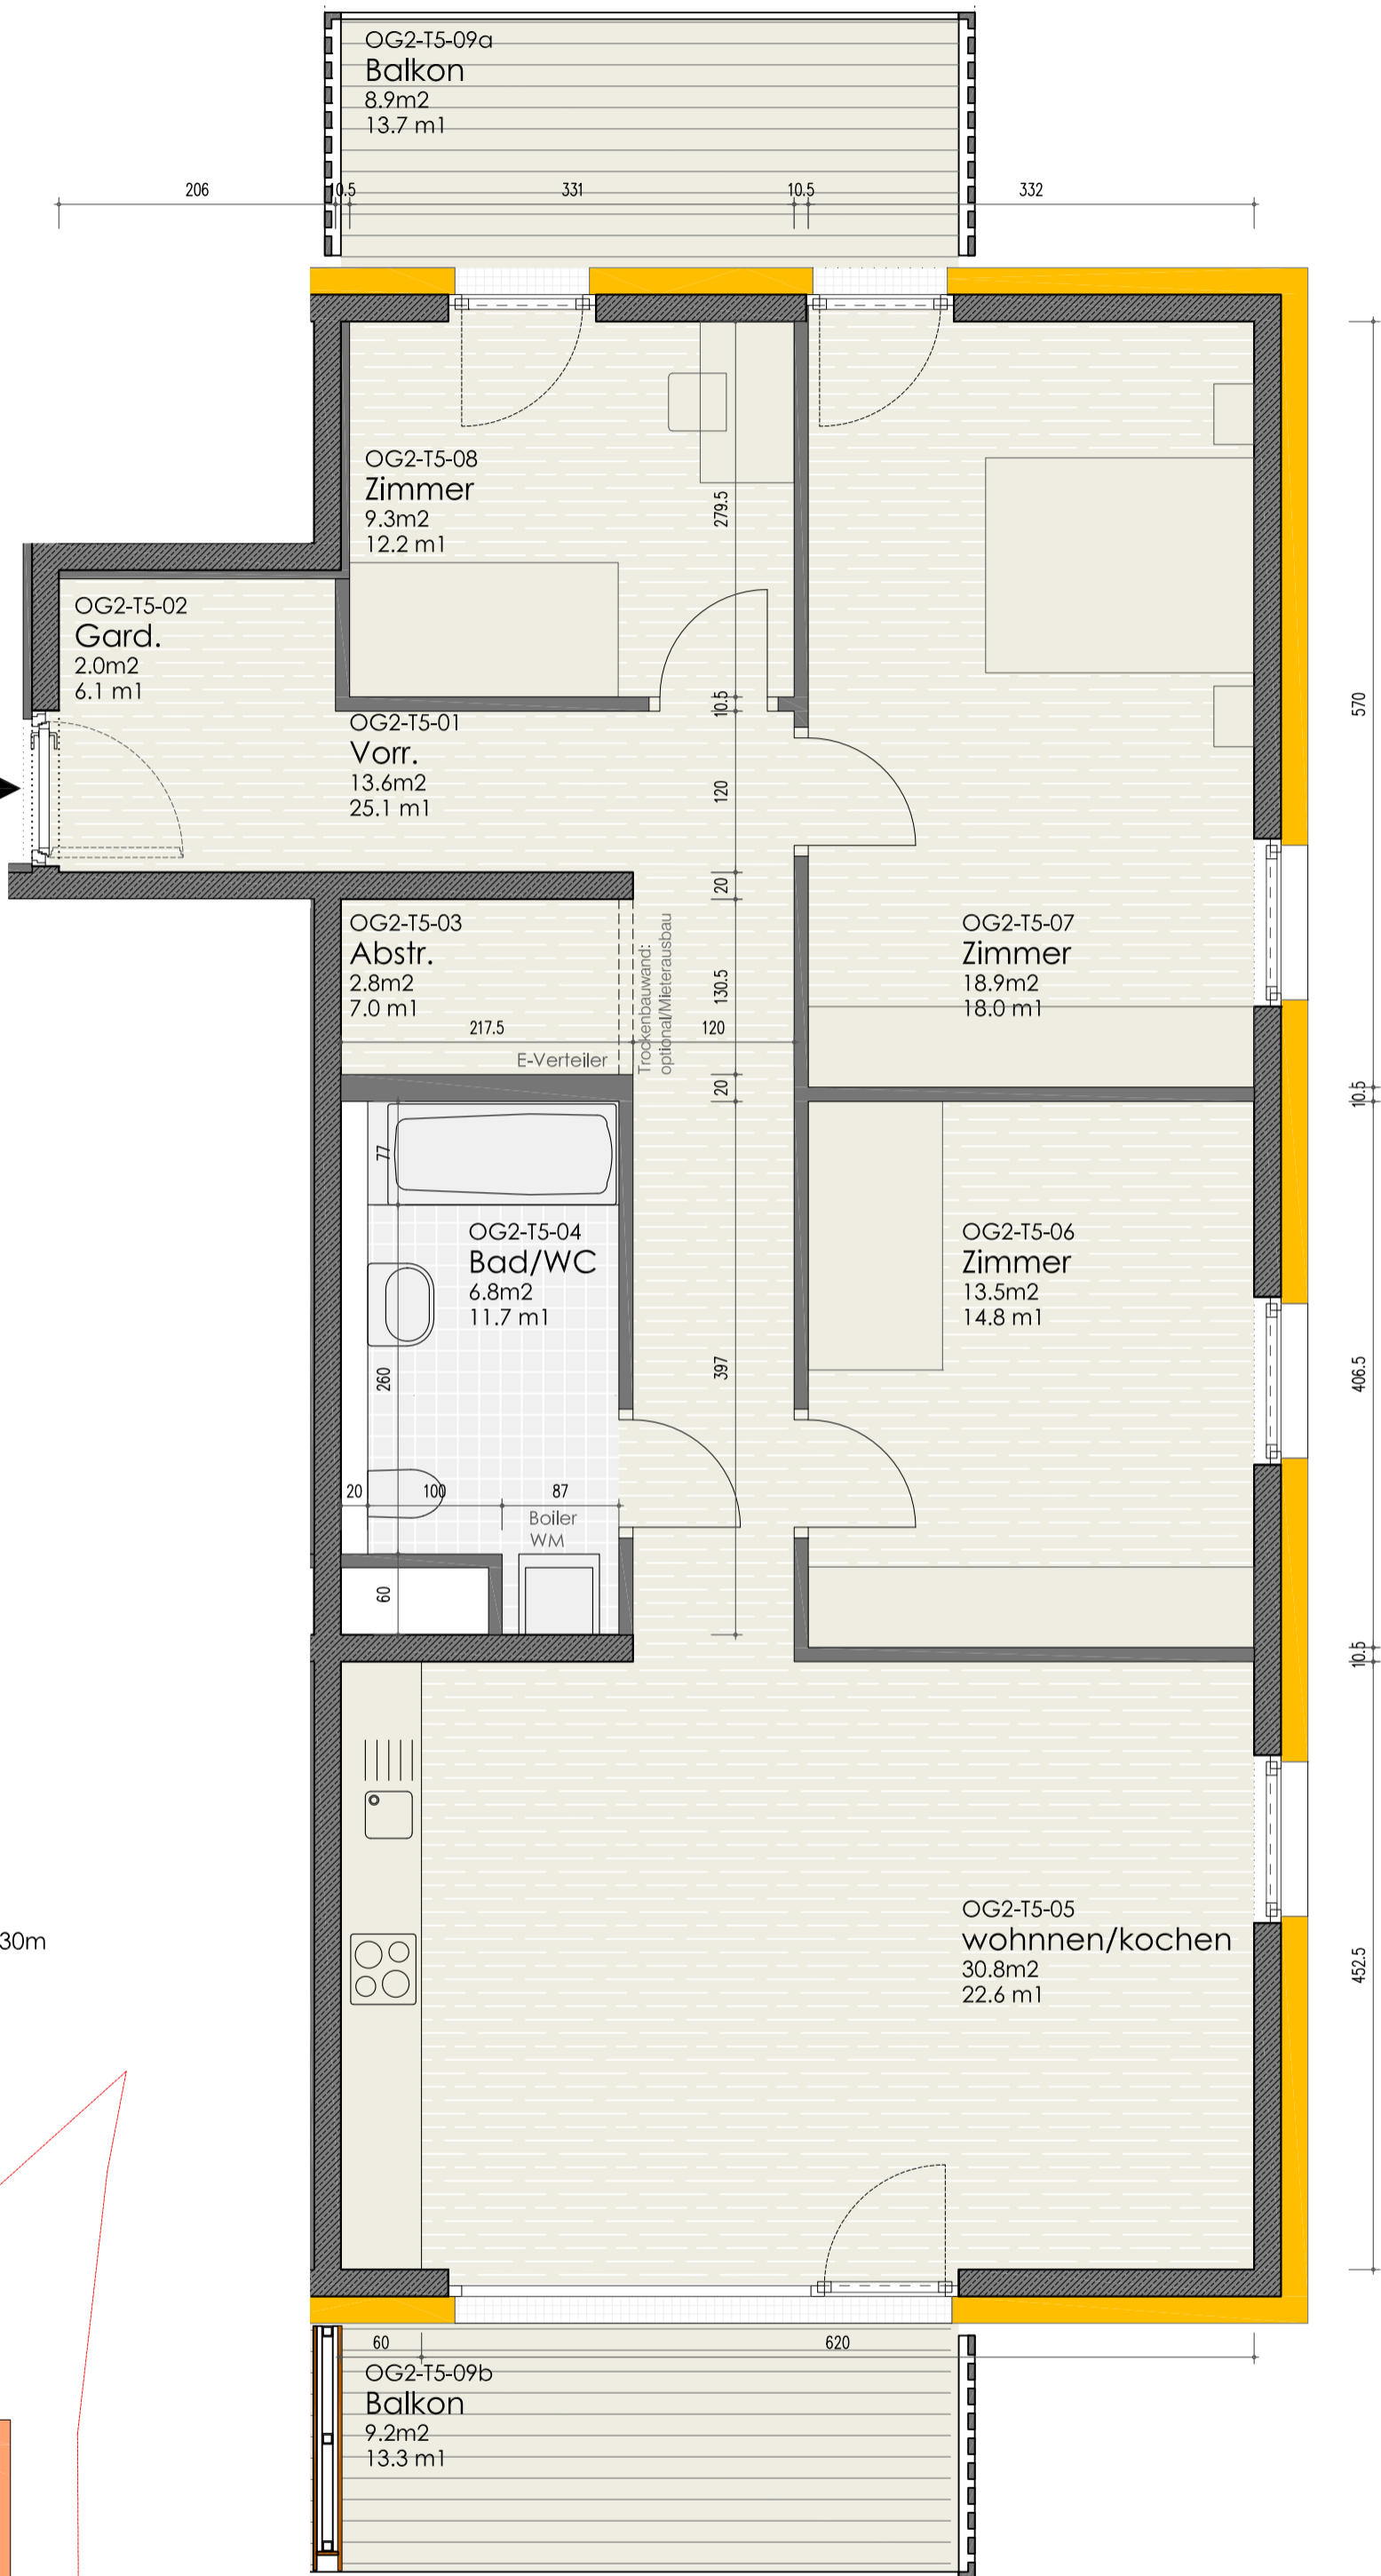 OG2-T5-09a
Balkon
8.9m2
13.7 m1
206
10.5
331
10.5
332
OG2-T5-08
Zimmer
9.3m2
12.2 m1
279.5
OG2-T5-02
Gard.
2.0m2
6.1 m1
10.5
570
OG2-T5-01
Vorr.
13.6m2
25.1 m1
120
20
OG2-T5-03
Abstr.
2.8m2
7.0 m1
Trockenbauwand:
optional/Mieterausbau
130.5
OG2-T5-07
Zimmer
18.9m2
18.0 m1
217.5
120
E-Verteiler
20
10.5
77
OG2-T5-04
Bad/WC
6.8m2
11.7 m1
OG2-T5-06
Zimmer
13.5m2
14.8 m1
260
397
406.5
20
100
87
Boiler
WM
60
10.5
OG2-T5-05
wohnnen/kochen
30.8m2
22.6 m1
30m
452.5
60
620
OG2-T5-09b
Balkon
9.2m2
13.3 m1